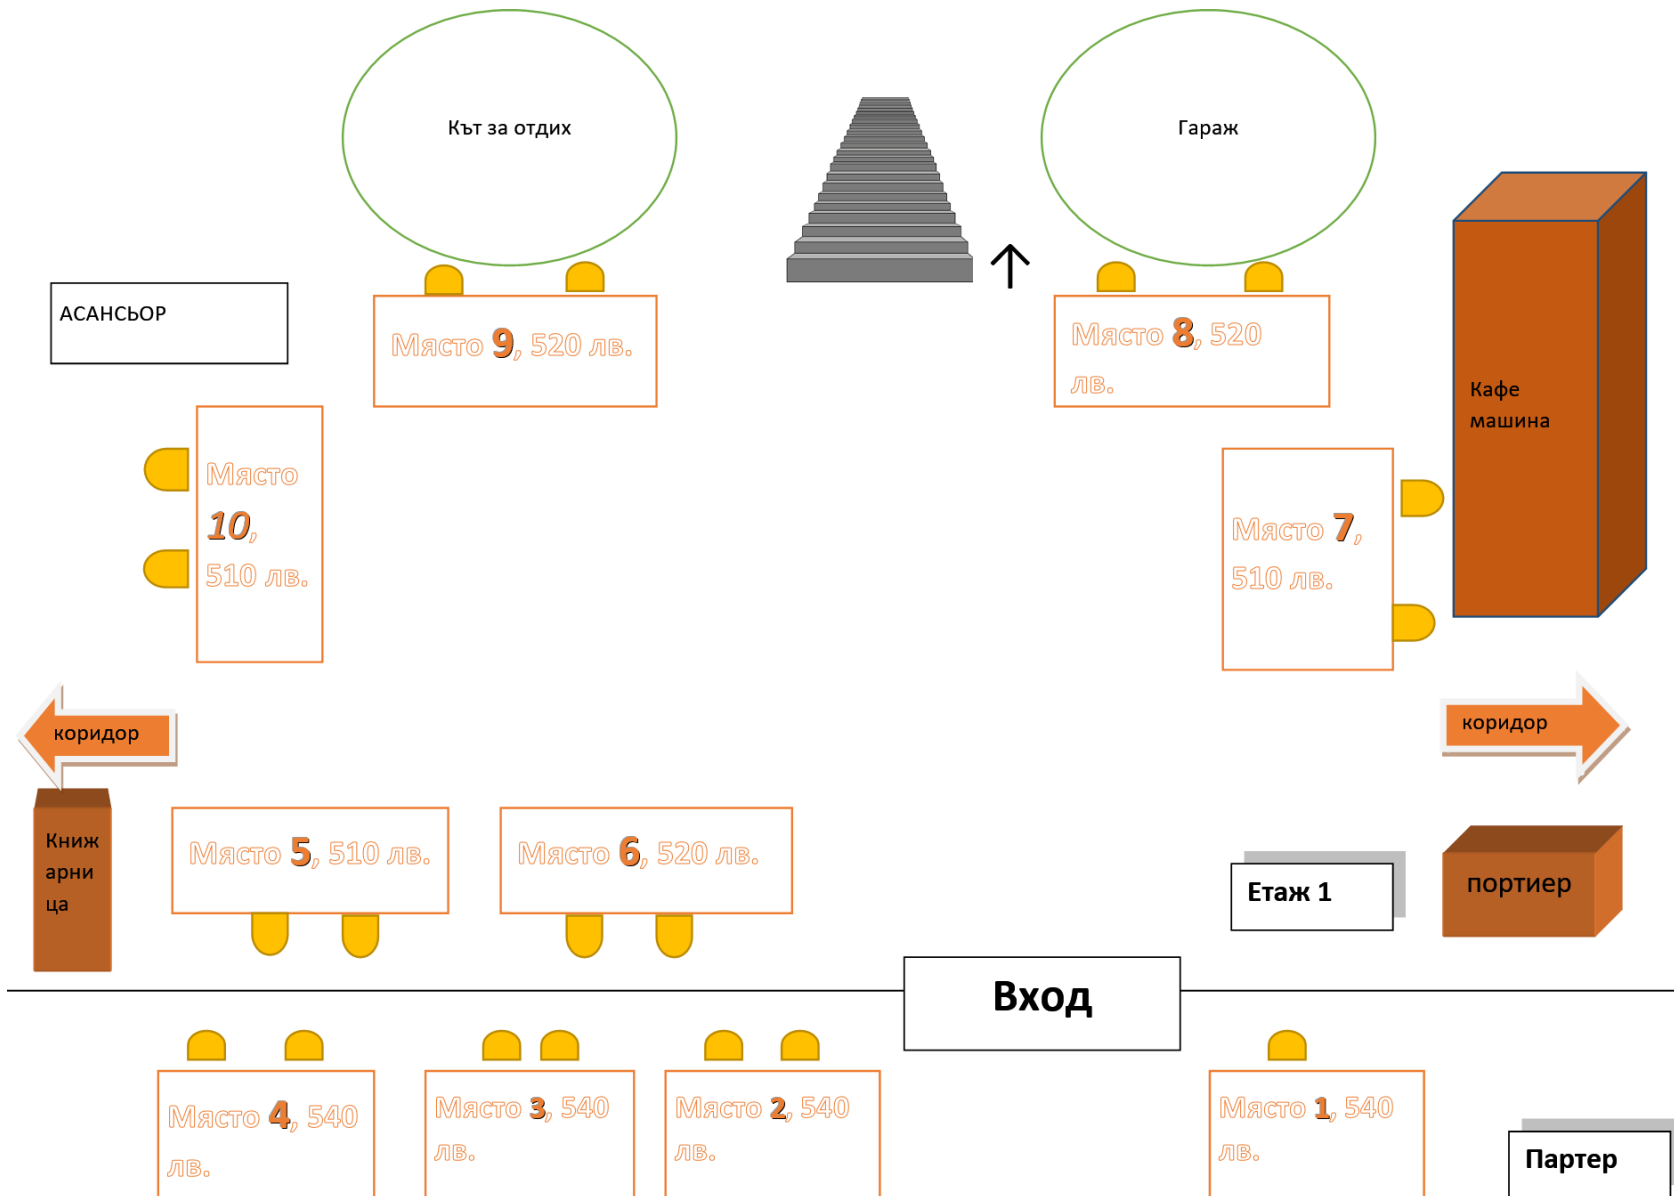 Кът за отдих
Гараж
АСАНСЬОР
Място 9, 520 лв.
Място 8, 520
лв.
Кафе
машина
Място
10,
510 лв.
Място 7,
510 лв.
коридор
коридор
Книж
арни
ца
Място 5, 510 лв.
Място 6, 520 лв.
Етаж 1
портиер
Вход
Място 4, 540
лв.
Място 3, 540
лв.
Място 2, 540
лв.
Място 1, 540
лв.
Партер